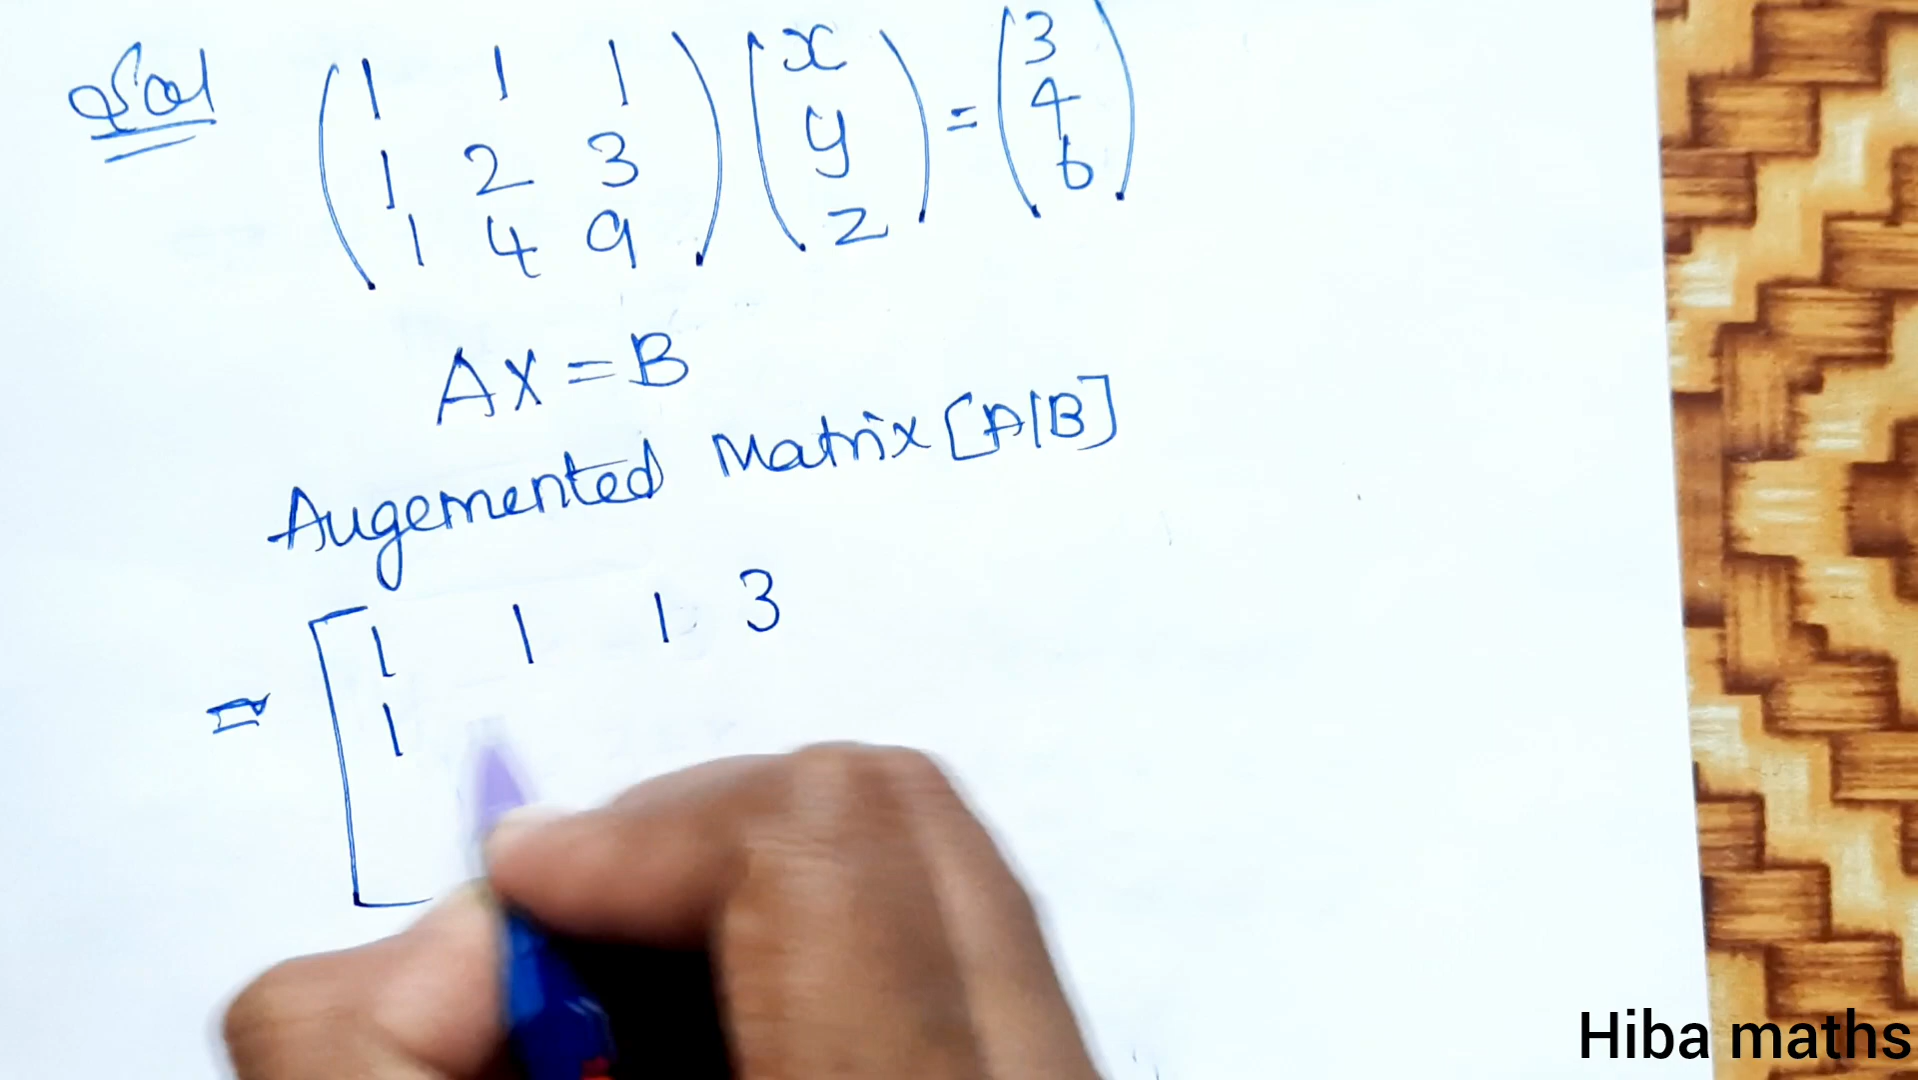 Sol ( 1 1 1 ) ( x ) = ( 3 )
1 2 3 y 4
1 4 9 z 6
AX = B
Augemented Matrix [A|B]
= [ 1 1 1 3
1
Hiba maths